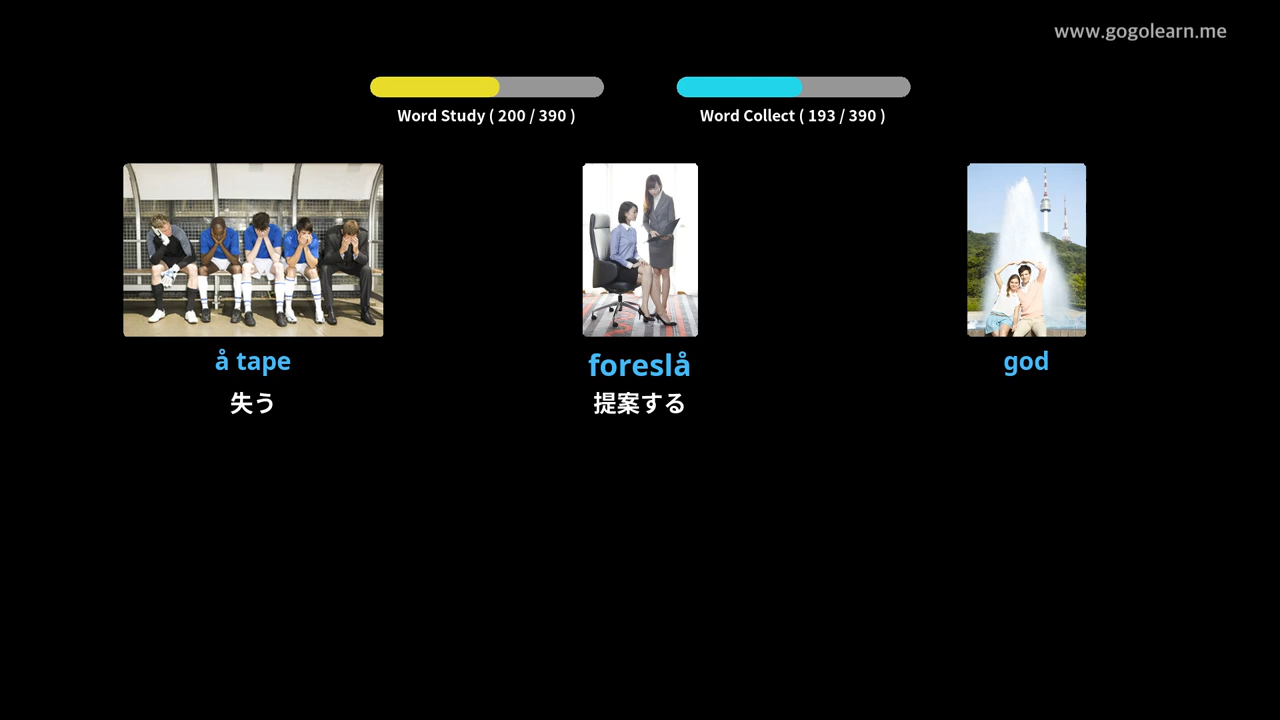 www.gogolearn.me
Word Study ( 200 / 390 )
Word Collect ( 193 / 390 )
å tape
foreslå
god
失う
提案する